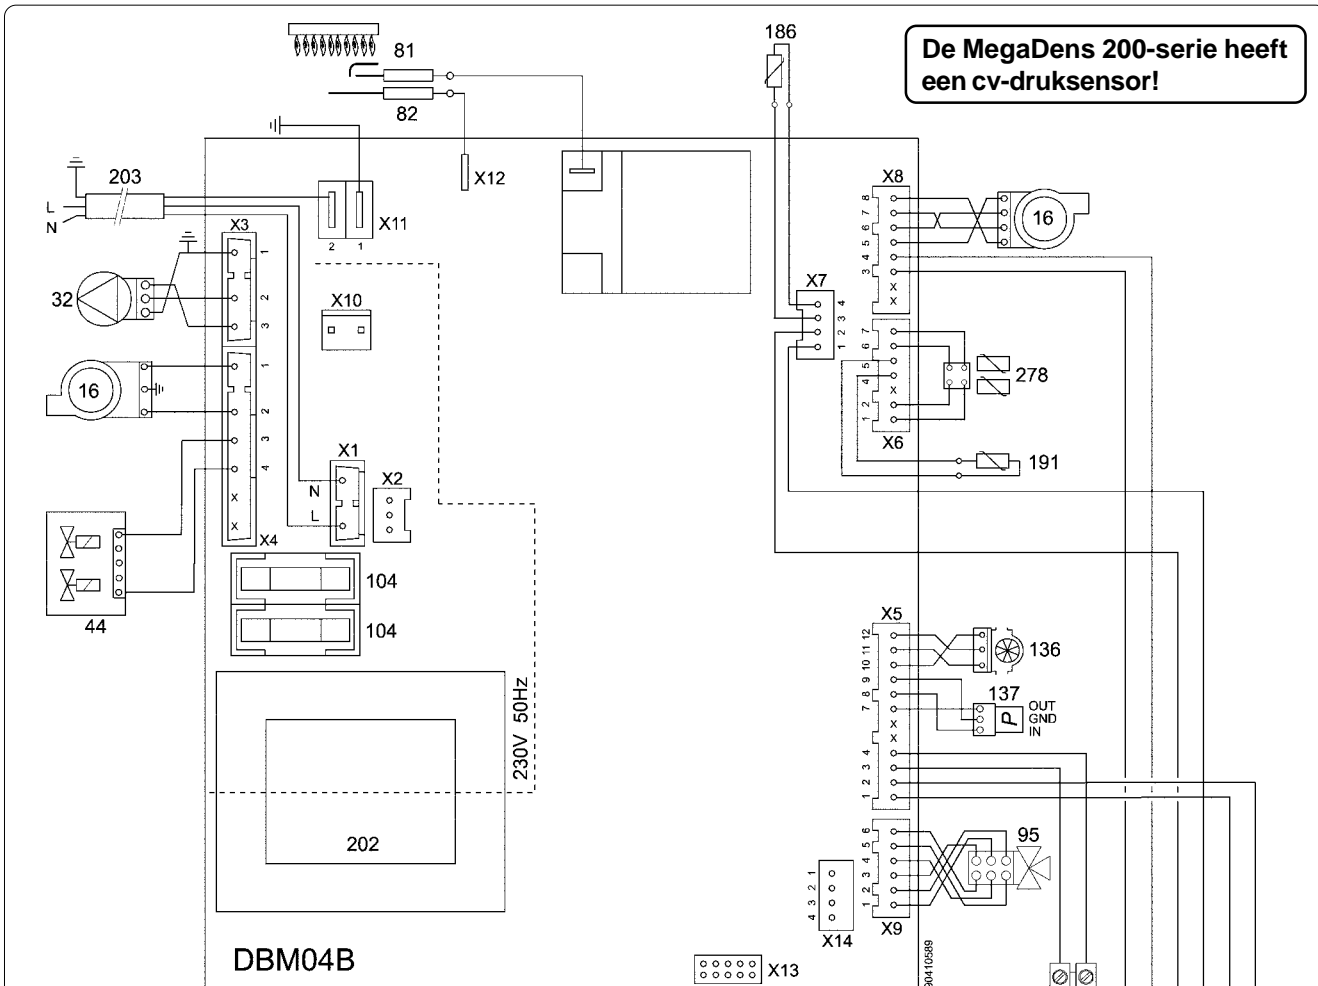 De MegaDens 200-serie heeft
een cv-druksensor!
186
81
82
X12
203
L
N
X11
2 1
X3
1
2
3
32
X10
16
1
2
3
4
X
X
X4
X1
N
L
X2
44
104
104
230V 50Hz
202
DBM04B
X8
8
7
6
5
4
3
X
X
16
X7
4
3
2
1
7
6
5
4
X
2
1
X6
278
191
X5
12
11
10
9
8
7
X
X
4
3
2
1
136
137
P
OUT
GND
IN
6
5
4
3
2
1
X9
95
1
2
3
4
X14
X13
90410589